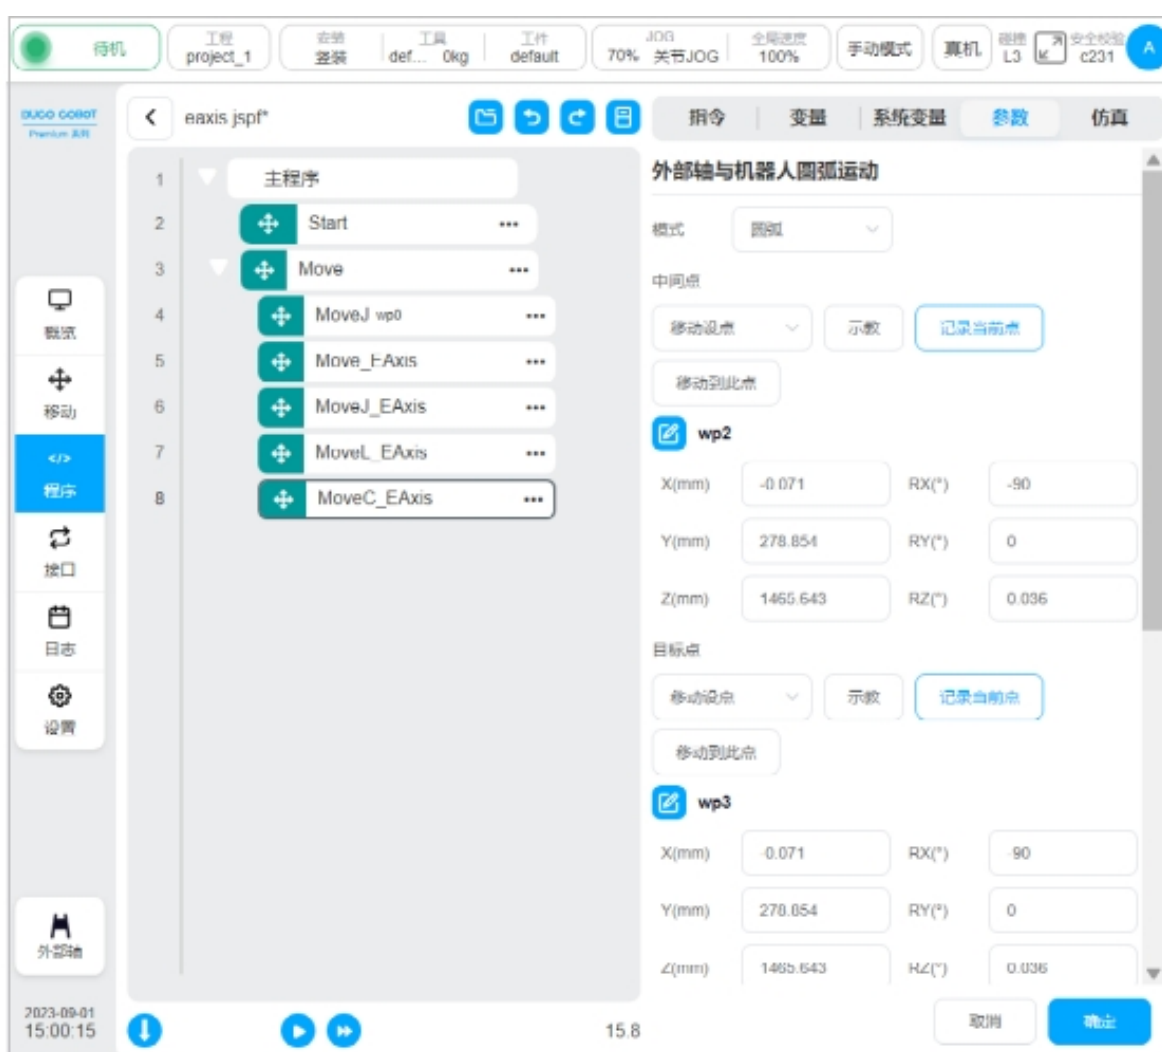 待机
工程
project_1
安装
竖装
工具
def... 0kg
工件
default
JOG
70% 关节JOG
全局速度
100%
手动模式
真机
碰撞
L3
安全校验
c231
A
DUCO COBOT
Premium 系列
eaxis jspf*
指令
变量
系统变量
参数
仿真
1 主程序
2 Start ...
3 Move ...
4 MoveJ wp0 ...
5 Move_EAxis ...
6 MoveJ_EAxis ...
7 MoveL_EAxis ...
8 MoveC_EAxis ...
概览
移动
</>
程序
接口
日志
设置
外部轴
2023-09-01
15:00:15
15.8
外部轴与机器人圆弧运动
模式 圆弧
中间点
移动设点 示教 记录当前点
移动到此点
wp2
X(mm) -0.071 RX(°) -90
Y(mm) 278.854 RY(°) 0
Z(mm) 1465.643 RZ(°) 0.036
目标点
移动设点 示教 记录当前点
移动到此点
wp3
X(mm) -0.071 RX(°) -90
Y(mm) 278.854 RY(°) 0
Z(mm) 1465.643 RZ(°) 0.036
取消
确定